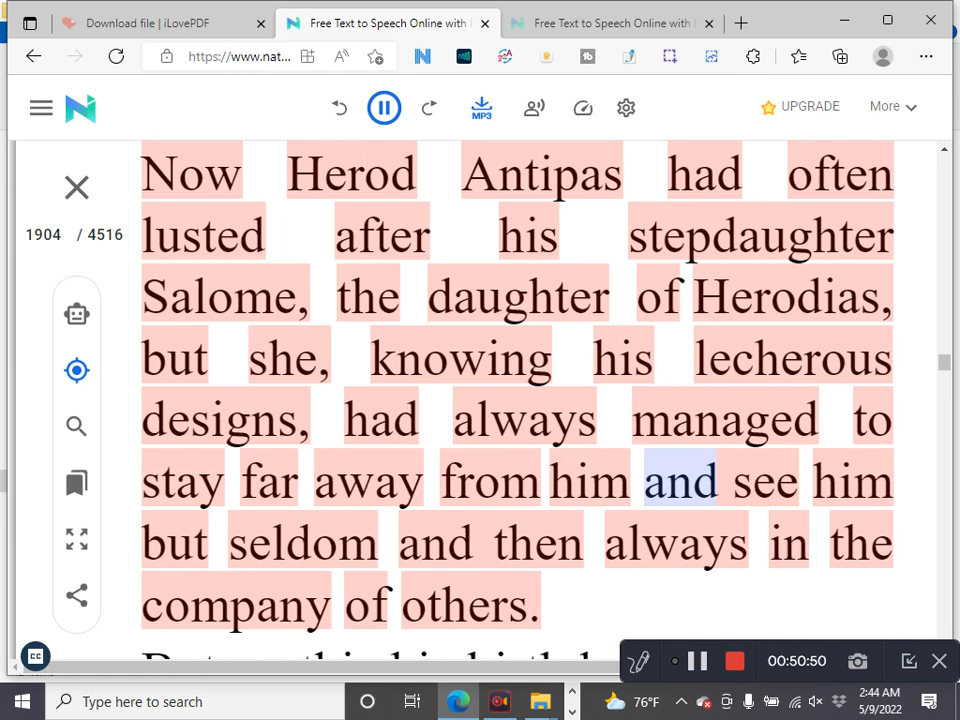 Download file | iLovePDF
Free Text to Speech Online with
Free Text to Speech Online with
https://www.nat...
UPGRADE
More
MP3
1904 / 4516
Now Herod Antipas had often
lusted after his stepdaughter
Salome, the daughter of Herodias,
but she, knowing his lecherous
designs, had always managed to
stay far away from him and see him
but seldom and then always in the
company of others.
CC
00:50:50
Type here to search
76°F
2:44 AM
5/9/2022